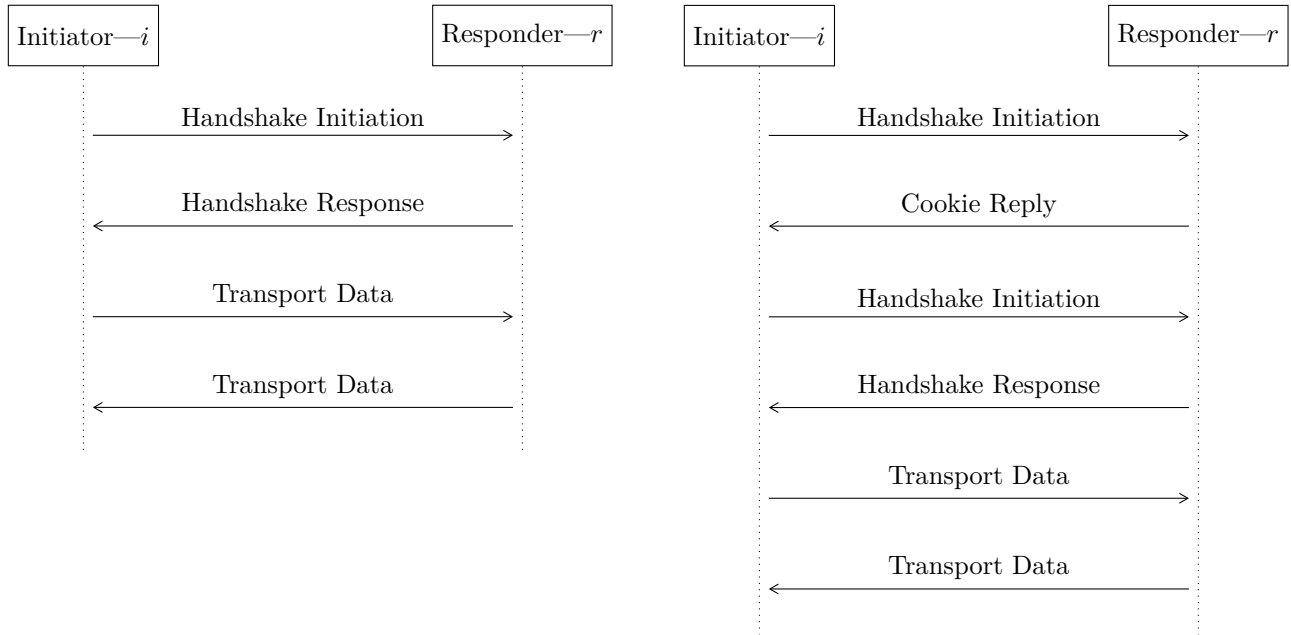 Initiator—i
Responder—r
Handshake Initiation
Handshake Response
Transport Data
Transport Data
Initiator—i
Responder—r
Handshake Initiation
Cookie Reply
Handshake Initiation
Handshake Response
Transport Data
Transport Data